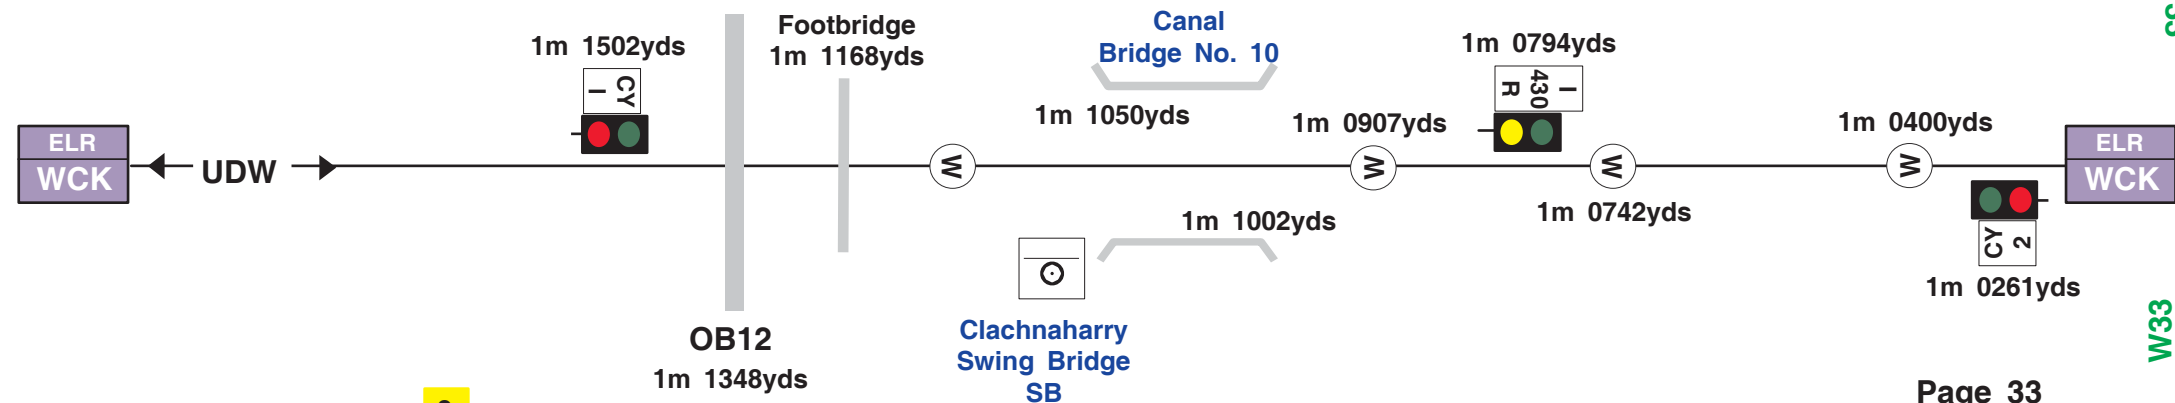 Footbridge
1m 1168yds
1m 1502yds
CY
I
Canal
Bridge No. 10
1m 1050yds
1m 0794yds
I
430
R
1m 0907yds
1m 0400yds
ELR
WCK
UDW
W
W
W
W
ELR
WCK
1m 1002yds
1m 0742yds
CY
2
1m 0261yds
OB12
1m 1348yds
Clachnaharry
Swing Bridge
SB
W33
Page 33